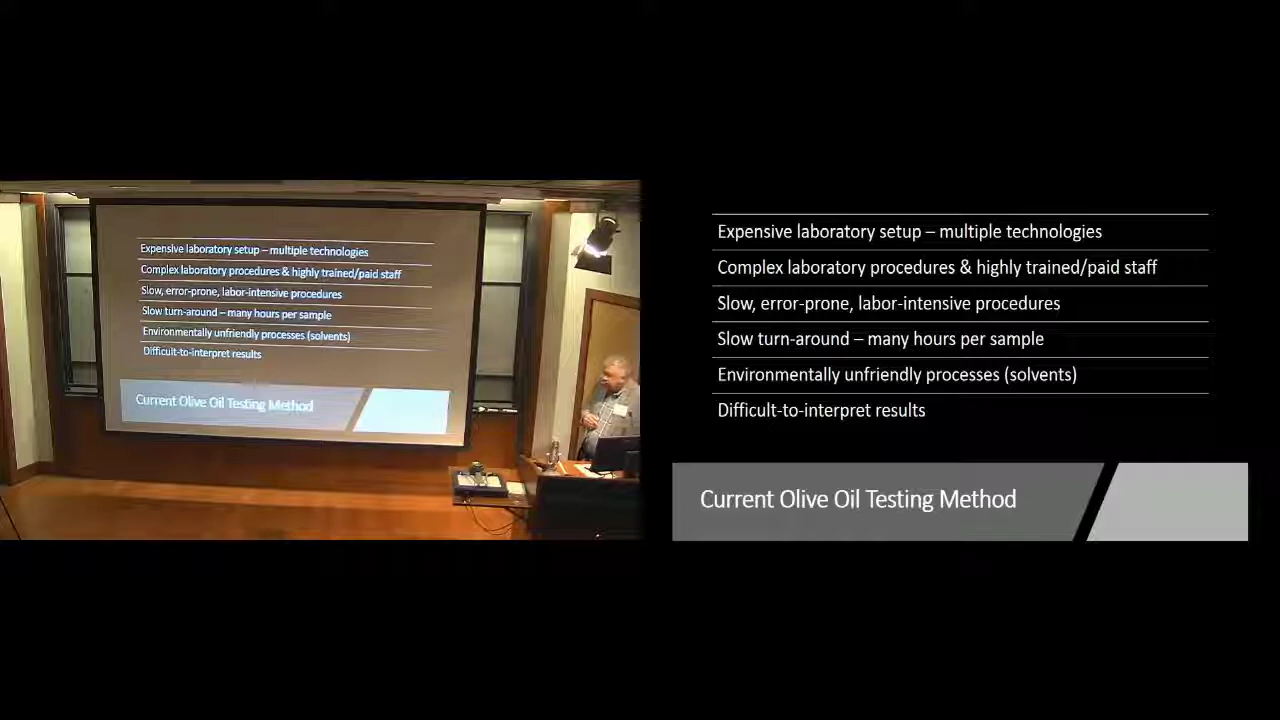 Expensive laboratory setup – multiple technologies
Complex laboratory procedures & highly trained/paid staff
Slow, error-prone, labor-intensive procedures
Slow turn-around – many hours per sample
Environmentally unfriendly processes (solvents)
Difficult-to-interpret results
Current Olive Oil Testing Method
Expensive laboratory setup – multiple technologies
Complex laboratory procedures & highly trained/paid staff
Slow, error-prone, labor-intensive procedures
Slow turn-around – many hours per sample
Environmentally unfriendly processes (solvents)
Difficult-to-interpret results
Current Olive Oil Testing Method